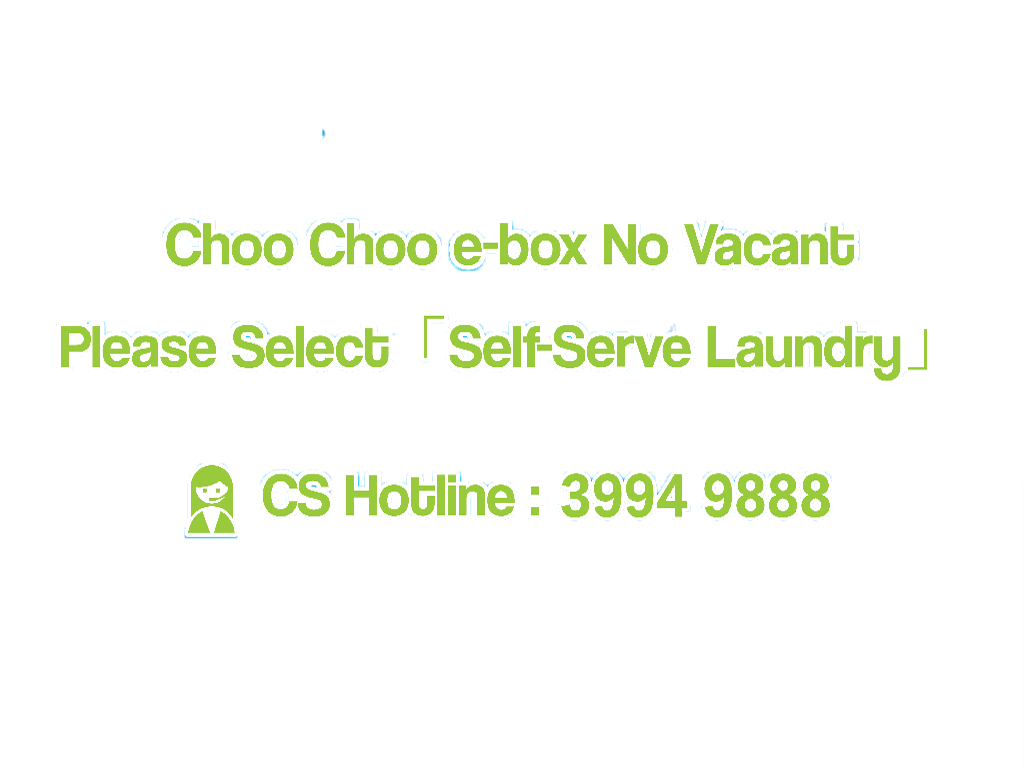 Choo Choo e-box No Vacant
Please Select「Self-Serve Laundry」
CS Hotline : 3994 9888